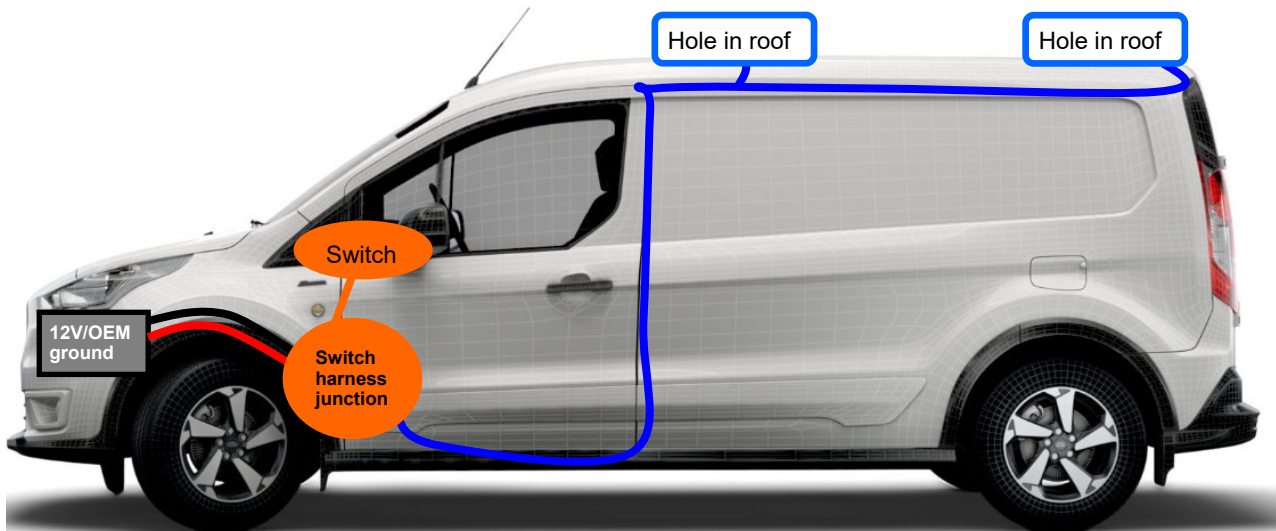 Hole in roof
Hole in roof
Switch
12V/OEM
ground
Switch
harness
junction